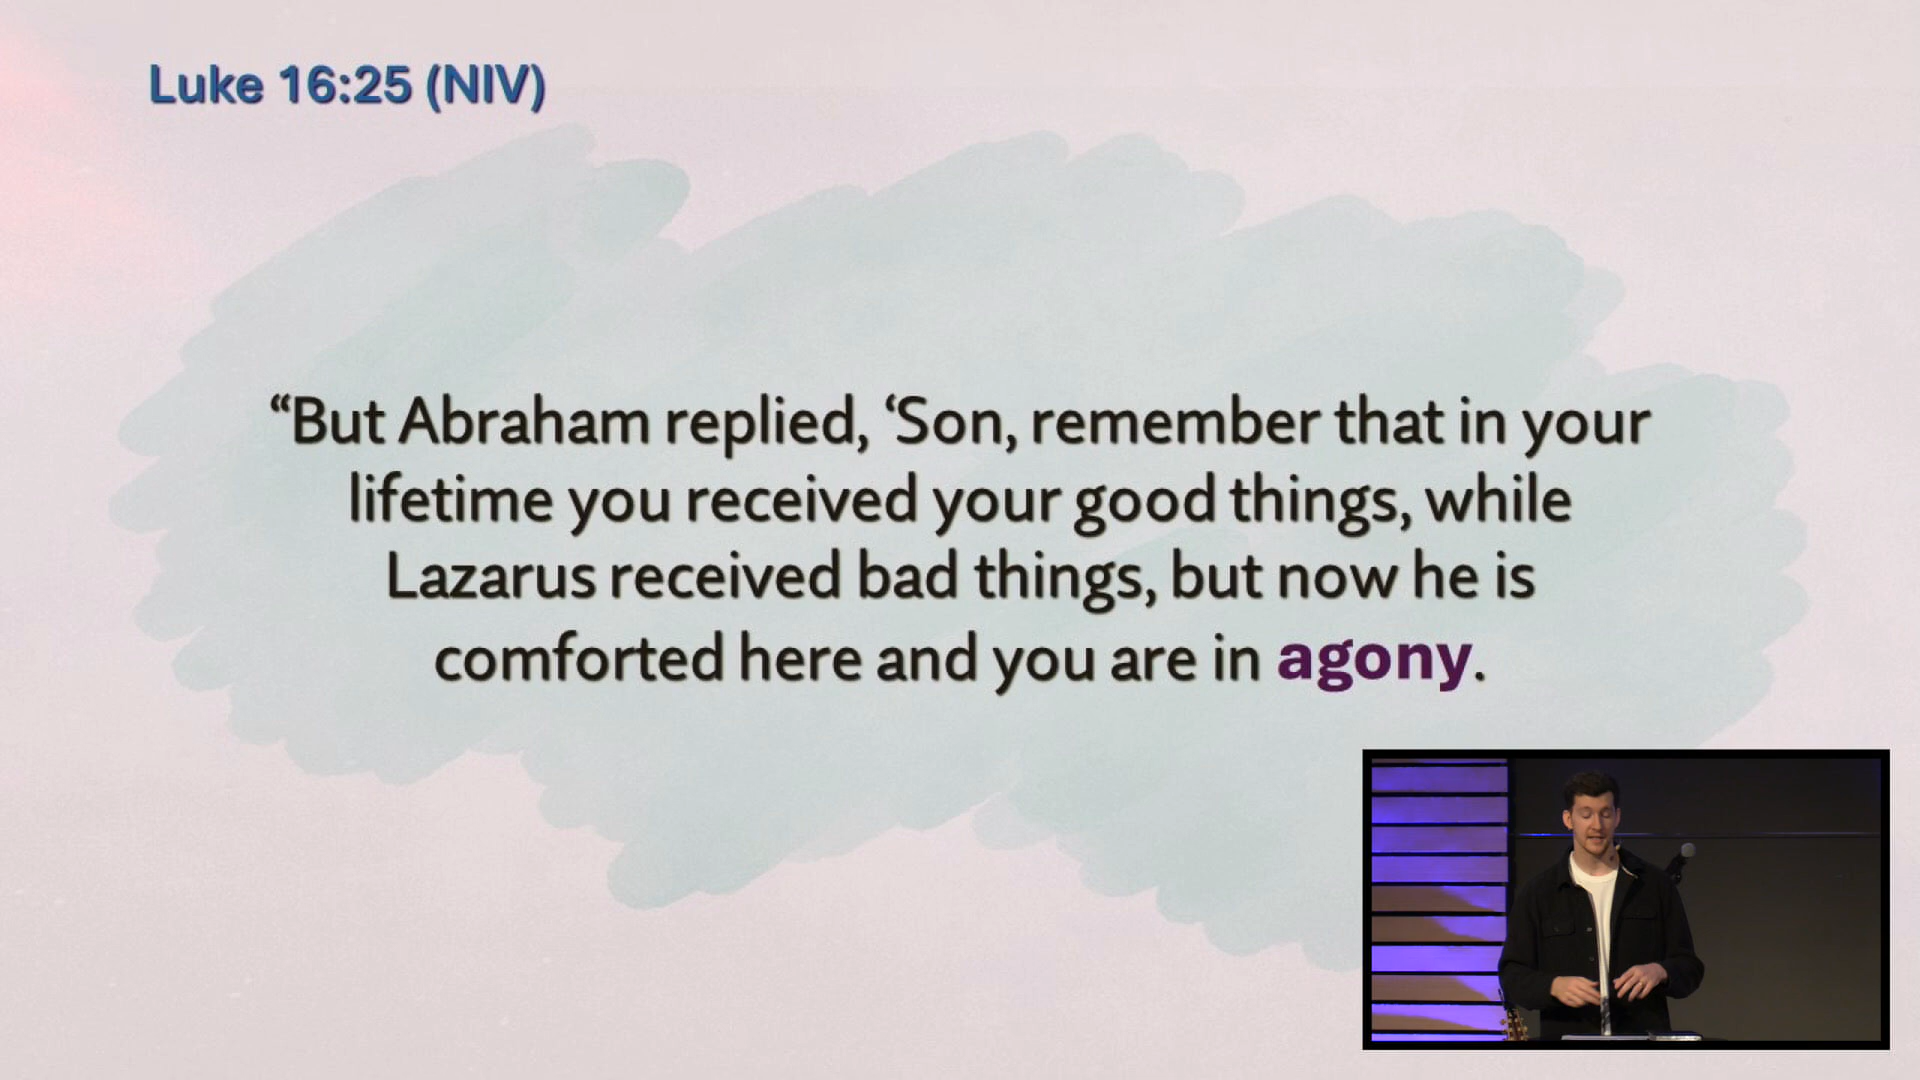 Luke 16:25 (NIV)
“But Abraham replied, ‘Son, remember that in your
lifetime you received your good things, while
Lazarus received bad things, but now he is
comforted here and you are in agony.